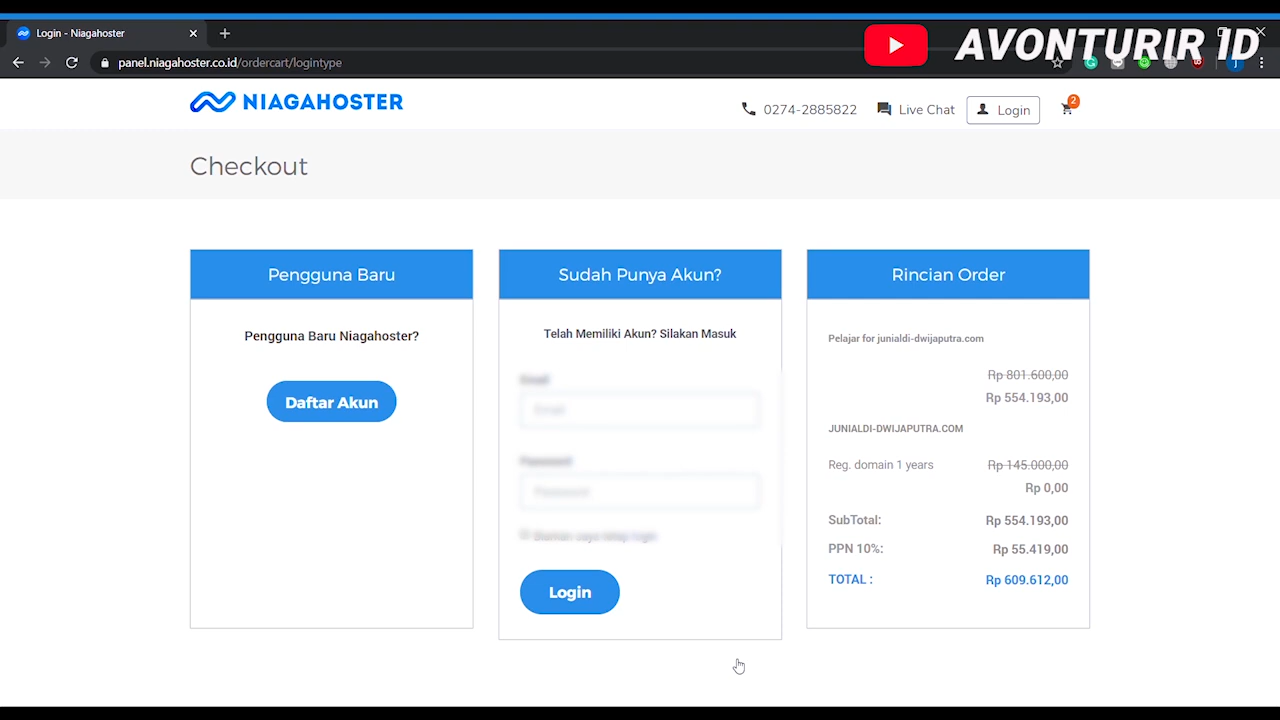 Login - Niagahoster
AVONTURIR ID
panel.niagahoster.co.id/ordercart/logintype
NIAGAHOSTER
0274-2885822
Live Chat
Login
2
Checkout
Pengguna Baru
Pengguna Baru Niagahoster?
Daftar Akun
Sudah Punya Akun?
Telah Memiliki Akun? Silakan Masuk
Email
Email
Password
Password
Login
Rincian Order
Pelajar for junialdi-dwijaputra.com
Rp 801.600,00
Rp 554.193,00
JUNIALDI-DWIJAPUTRA.COM
Reg. domain 1 years Rp 145.000,00
Rp 0,00
SubTotal: Rp 554.193,00
PPN 10%: Rp 55.419,00
TOTAL : Rp 609.612,00